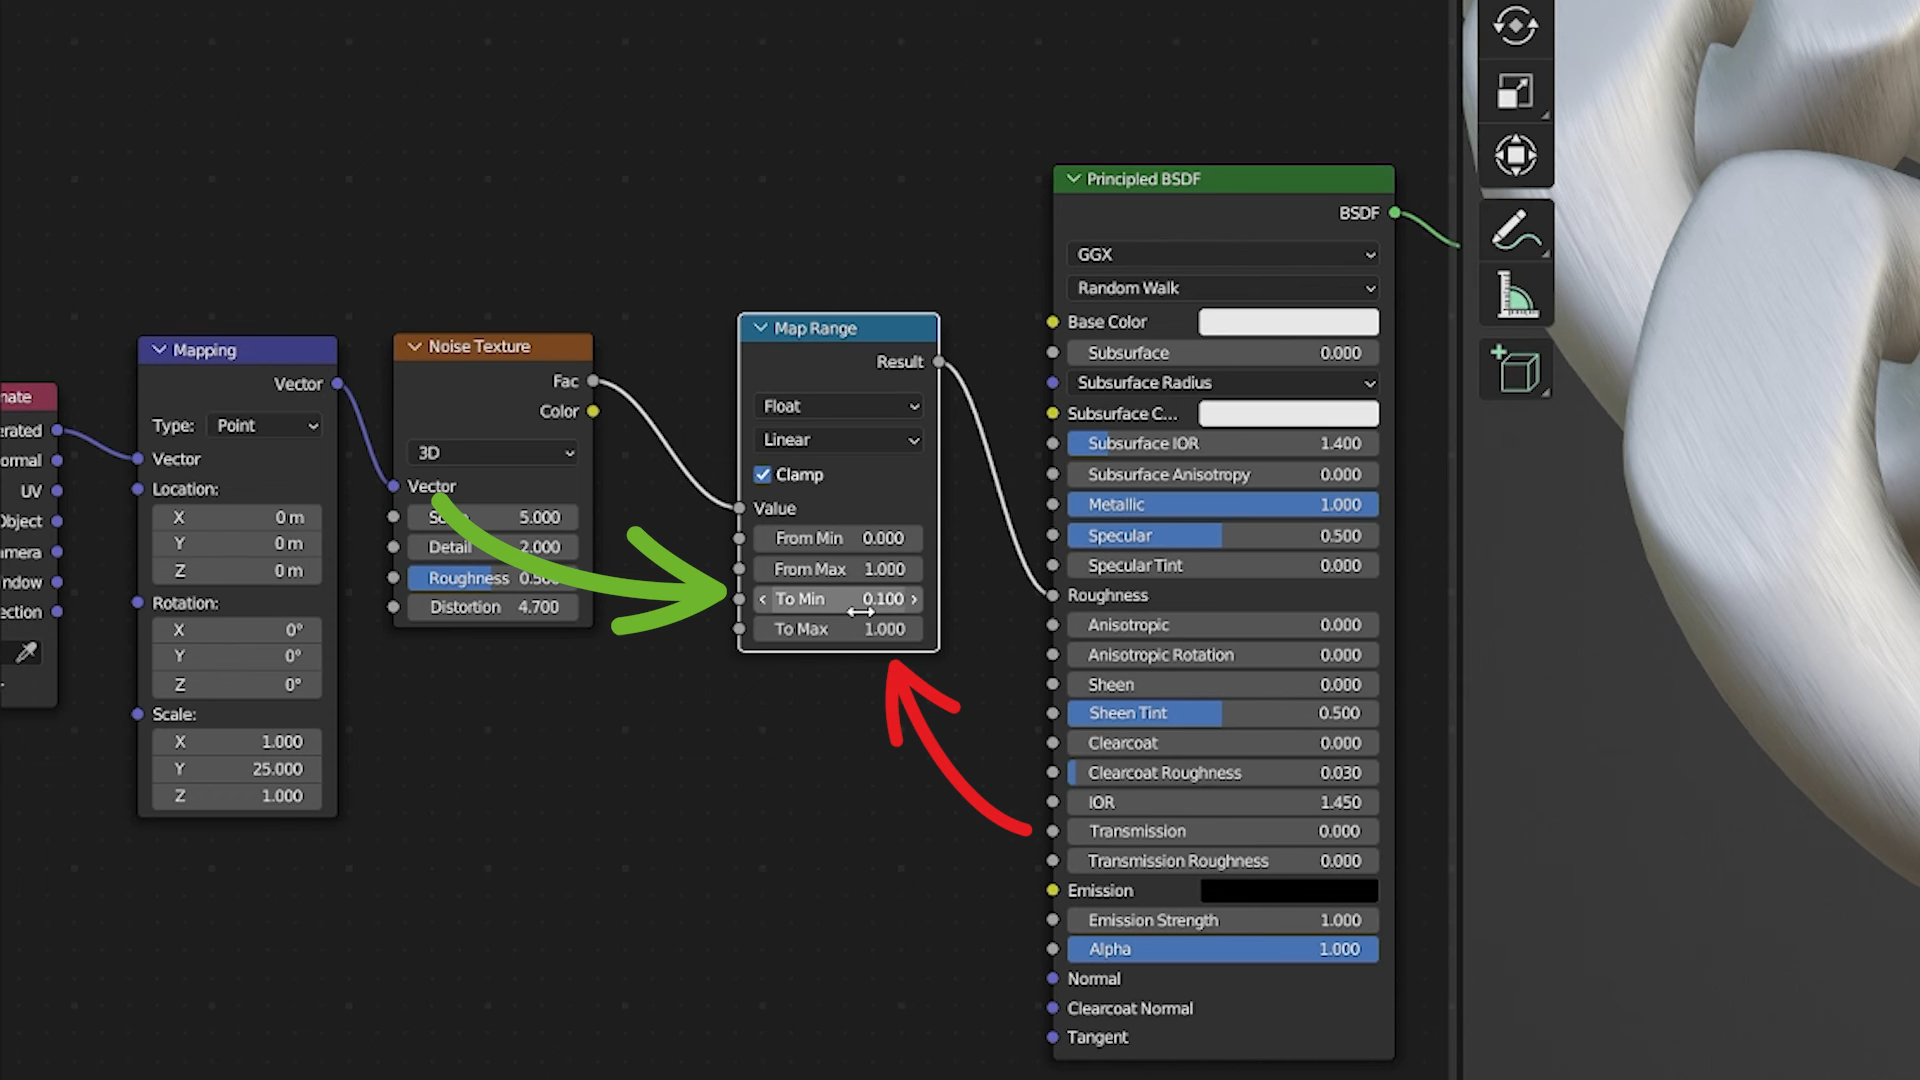 nate
erated
ormal
UV
Object
mera
ndow
ection
Mapping
Vector
Type: Point
Vector
Location:
X 0 m
Y 0 m
Z 0 m
Rotation:
X 0°
Y 0°
Z 0°
Scale:
X 1.000
Y 25.000
Z 1.000
Noise Texture
Fac
Color
3D
Vector
5.000
Detail 2.000
Roughness
Distortion 4.700
Map Range
Result
Float
Linear
Clamp
Value
From Min 0.000
From Max 1.000
To Min 0.100
To Max 1.000
Principled BSDF
BSDF
GGX
Random Walk
Base Color
Subsurface 0.000
Subsurface Radius
Subsurface C...
Subsurface IOR 1.400
Subsurface Anisotropy 0.000
Metallic 1.000
Specular 0.500
Specular Tint 0.000
Roughness
Anisotropic 0.000
Anisotropic Rotation 0.000
Sheen 0.000
Sheen Tint 0.500
Clearcoat 0.000
Clearcoat Roughness 0.030
IOR 1.450
Transmission 0.000
Transmission Roughness 0.000
Emission
Emission Strength 1.000
Alpha 1.000
Normal
Clearcoat Normal
Tangent